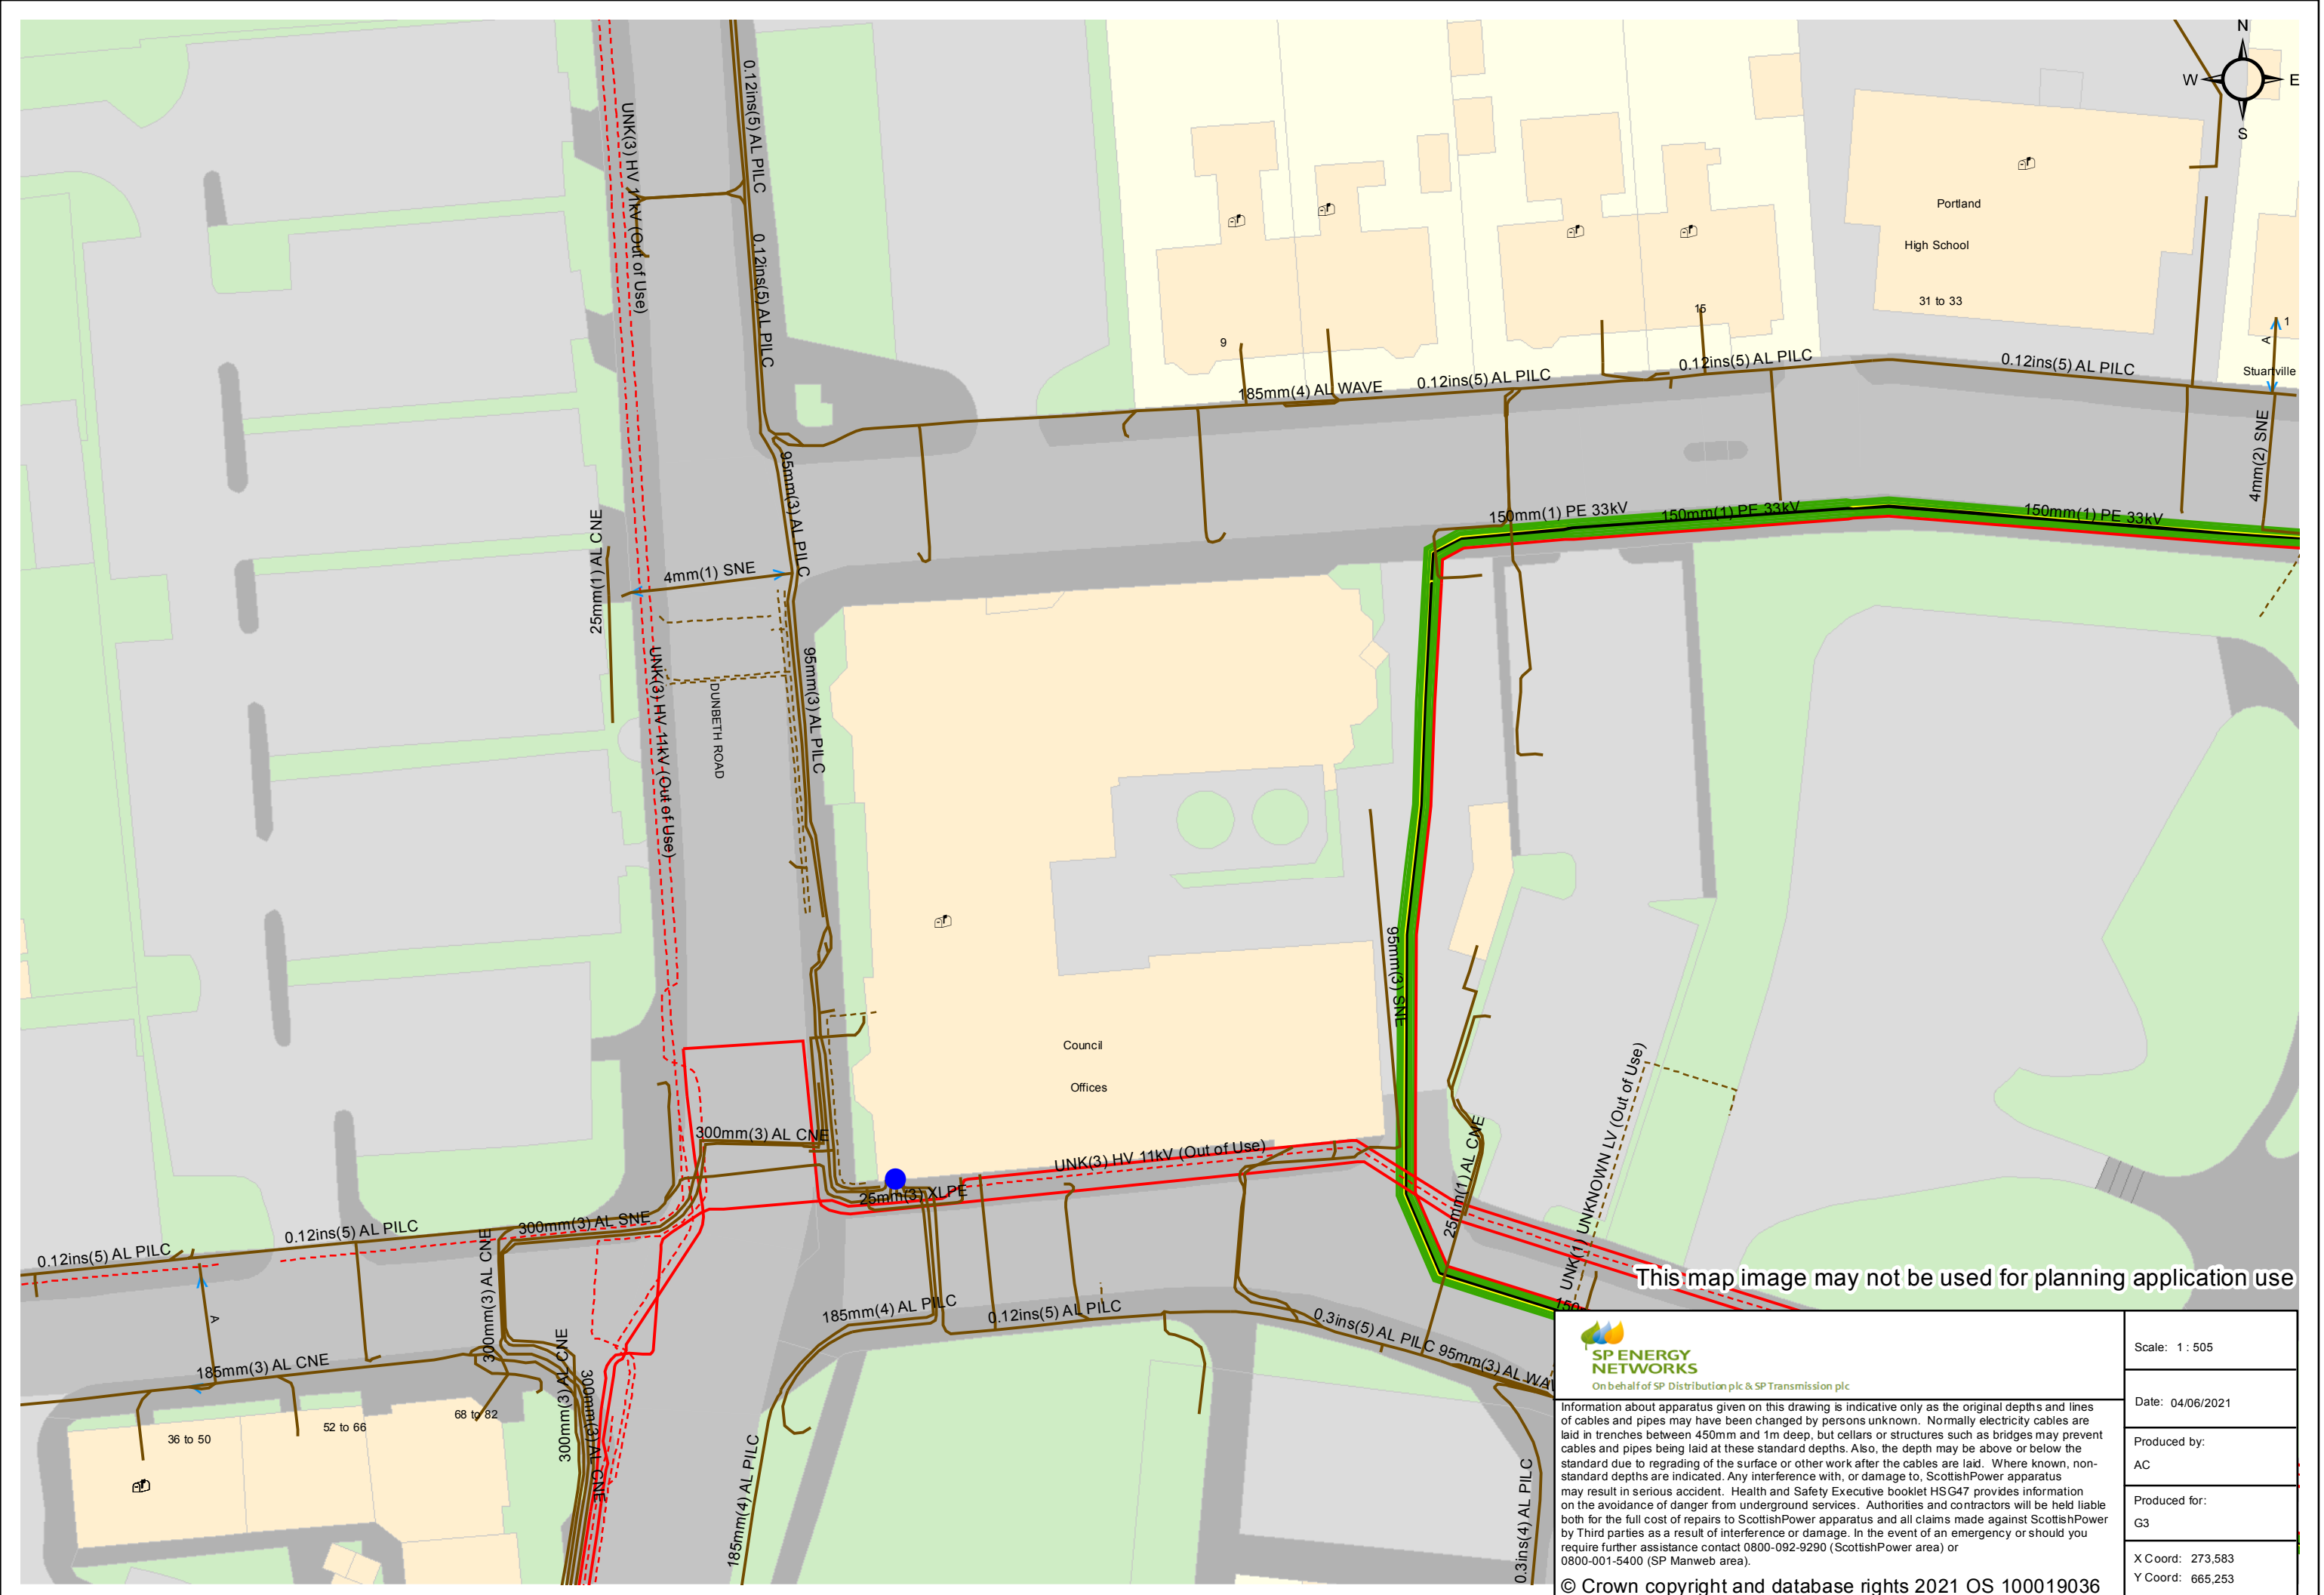 N
W E
S
0.12ins(5) AL PILC
UNK(3) HV 11kV (Out of Use)
0.12ins(5) AL PILC
Portland
High School
31 to 33
9
15
1
A
Stuartville
185mm(4) AL WAVE
0.12ins(5) AL PILC
0.12ins(5) AL PILC
0.12ins(5) AL PILC
4mm(2) SNE
95mm(3) AL PILC
25mm(1) AL CNE
4mm(1) SNE
150mm(1) PE 33kV
150mm(1) PE 33kV
150mm(1) PE 33kV
UNK(3) HV 11kV (Out of Use)
DUNBETH ROAD
95mm(3) AL PILC
95mm(3) SNE
Council
Offices
300mm(3) AL CNE
UNK(3) HV 11kV (Out of Use)
25mm(3) XLPE
25mm(1) AL CNE
UNK(1) UNKNOWN LV (Out of Use)
0.12ins(5) AL PILC
0.12ins(5) AL PILC
300mm(3) AL SNE
300mm(3) AL CNE
A
185mm(3) AL CNE
300mm(3) AL CNE
300mm(3) AL CNE
185mm(4) AL PILC
0.12ins(5) AL PILC
0.3ins(5) AL PILC
95mm(3) AL WA
150
36 to 50
52 to 66
68 to 82
185mm(4) AL PILC
0.3ins(4) AL PILC
This map image may not be used for planning application use
SP ENERGY
NETWORKS
On behalf of SP Distribution plc & SP Transmission plc
Information about apparatus given on this drawing is indicative only as the original depths and lines
of cables and pipes may have been changed by persons unknown. Normally electricity cables are
laid in trenches between 450mm and 1m deep, but cellars or structures such as bridges may prevent
cables and pipes being laid at these standard depths. Also, the depth may be above or below the
standard due to regrading of the surface or other work after the cables are laid. Where known, non-
standard depths are indicated. Any interference with, or damage to, ScottishPower apparatus
may result in serious accident. Health and Safety Executive booklet HSG47 provides information
on the avoidance of danger from underground services. Authorities and contractors will be held liable
both for the full cost of repairs to ScottishPower apparatus and all claims made against ScottishPower
by Third parties as a result of interference or damage. In the event of an emergency or should you
require further assistance contact 0800-092-9290 (ScottishPower area) or
0800-001-5400 (SP Manweb area).
© Crown copyright and database rights 2021 OS 100019036
Scale: 1 : 505
Date: 04/06/2021
Produced by:
AC
Produced for:
G3
X Coord: 273,583
Y Coord: 665,253